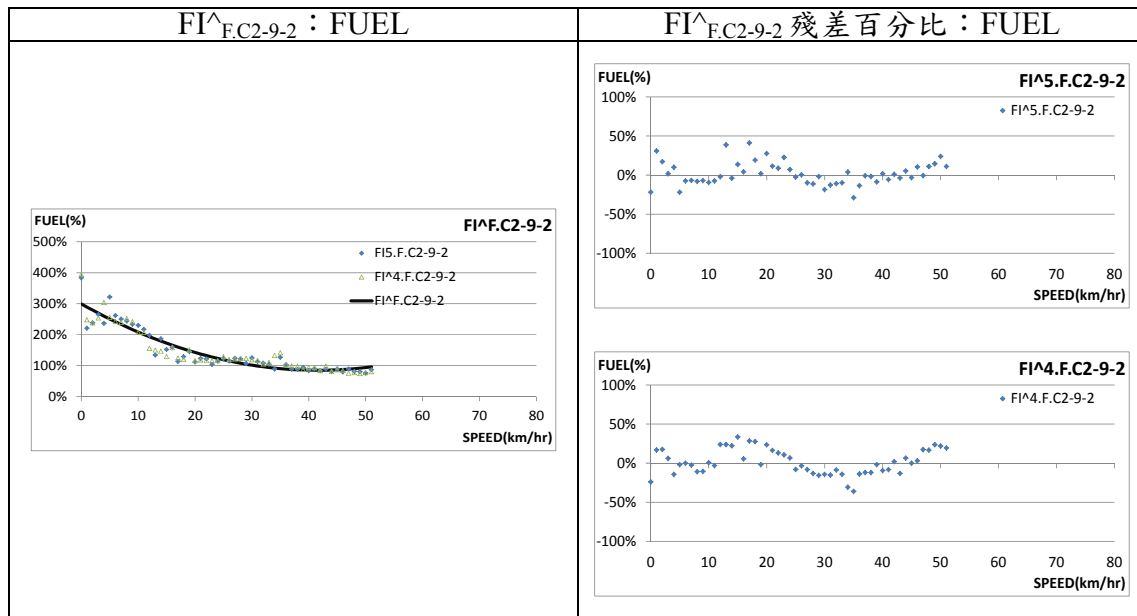 FI^F.C2-9-2：FUEL
FI^F.C2-9-2 殘差百分比：FUEL
FUEL(%)
FI^F.C2-9-2
500%
400%
300%
200%
100%
0%
FI5.F.C2-9-2
FI^4.F.C2-9-2
FI^F.C2-9-2
0 10 20 30 40 50 60 70 80
SPEED(km/hr)
FUEL(%)
FI^5.F.C2-9-2
100%
50%
0%
-50%
-100%
FI^5.F.C2-9-2
0 10 20 30 40 50 60 70 80
SPEED(km/hr)
FUEL(%)
FI^4.F.C2-9-2
100%
50%
0%
-50%
-100%
FI^4.F.C2-9-2
0 10 20 30 40 50 60 70 80
SPEED(km/hr)